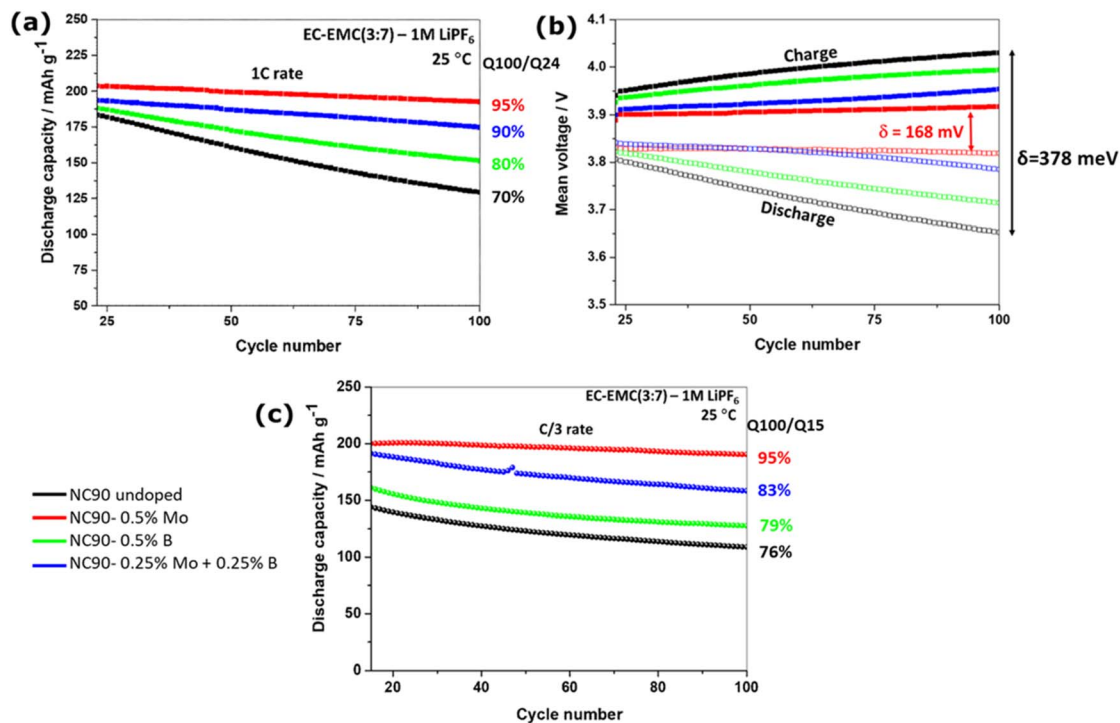 (a)
EC-EMC(3:7) – 1M LiPF6
25 °C
Q100/Q24
1C rate
95%
90%
80%
70%
250
225
200
175
150
125
100
75
50
25
50
75
100
Discharge capacity / mAh g-1
Cycle number
(b)
Charge
δ = 168 mV
δ=378 meV
Discharge
4.1
4.0
3.9
3.8
3.7
3.6
3.5
25
50
75
100
Mean voltage / V
Cycle number
(c)
EC-EMC(3:7) – 1M LiPF6
25 °C
Q100/Q15
C/3 rate
95%
83%
79%
76%
250
200
150
100
50
0
20
40
60
80
100
Discharge capacity / mAh g-1
Cycle number
NC90 undoped
NC90- 0.5% Mo
NC90- 0.5% B
NC90- 0.25% Mo + 0.25% B